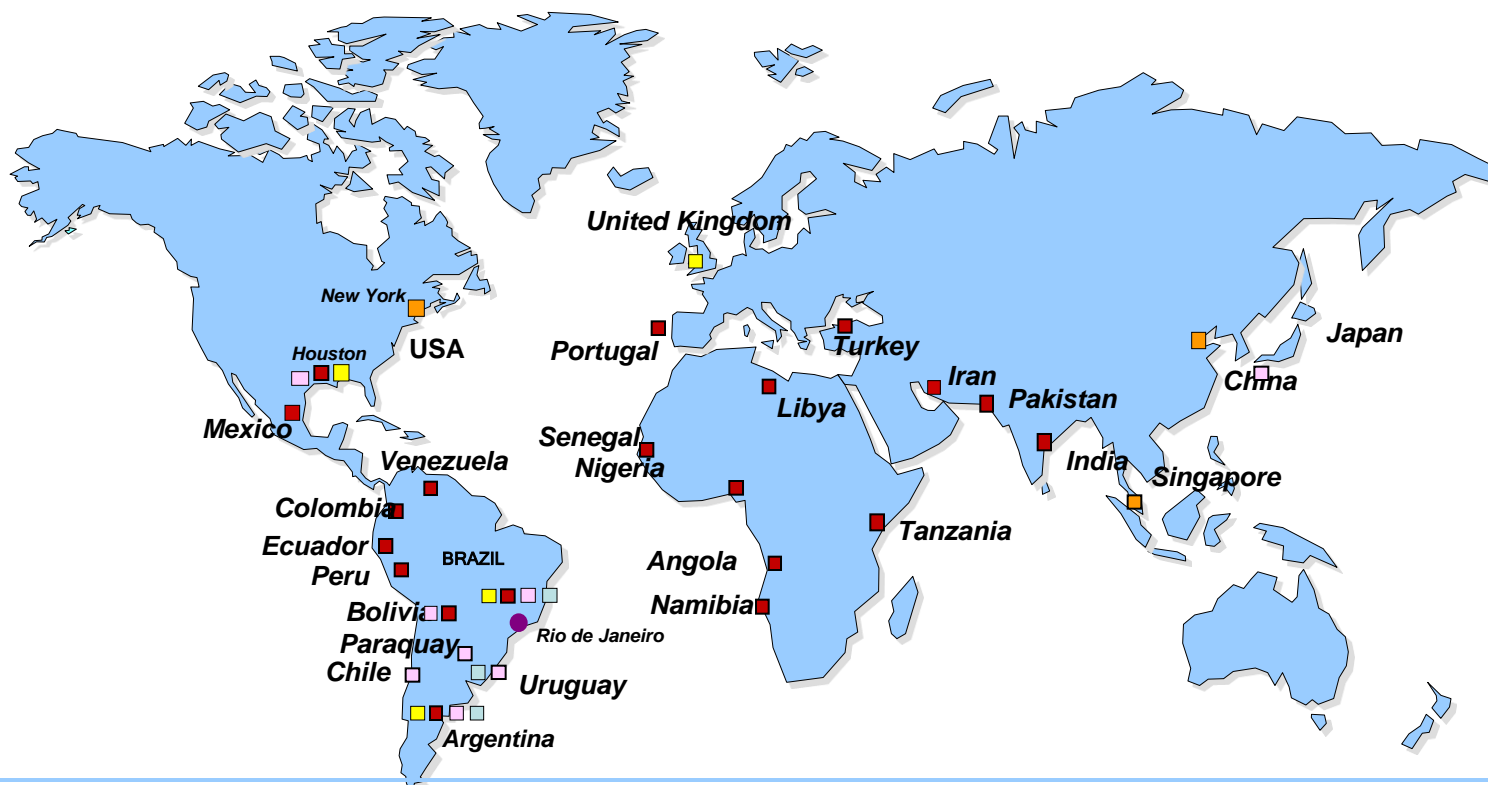 United Kingdom
New York
USA
Japan
Houston
Portugal
Turkey
China
Iran
Pakistan
Libya
Mexico
Senegal
Nigeria
India
Venezuela
Singapore
Colombia
Tanzania
Ecuador
BRAZIL
Angola
Peru
Namibia
Bolivia
Rio de Janeiro
Paraquay
Chile
Uruguay
Argentina